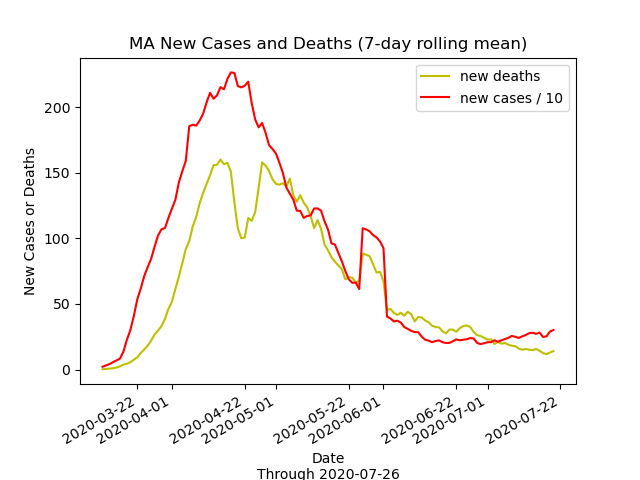 MA New Cases and Deaths (7-day rolling mean)
new deaths
new cases / 10
New Cases or Deaths
200
150
100
50
0
2020-03-22
2020-04-01
2020-04-22
2020-05-01
2020-05-22
2020-06-01
2020-06-22
2020-07-01
2020-07-22
Date
Through 2020-07-26